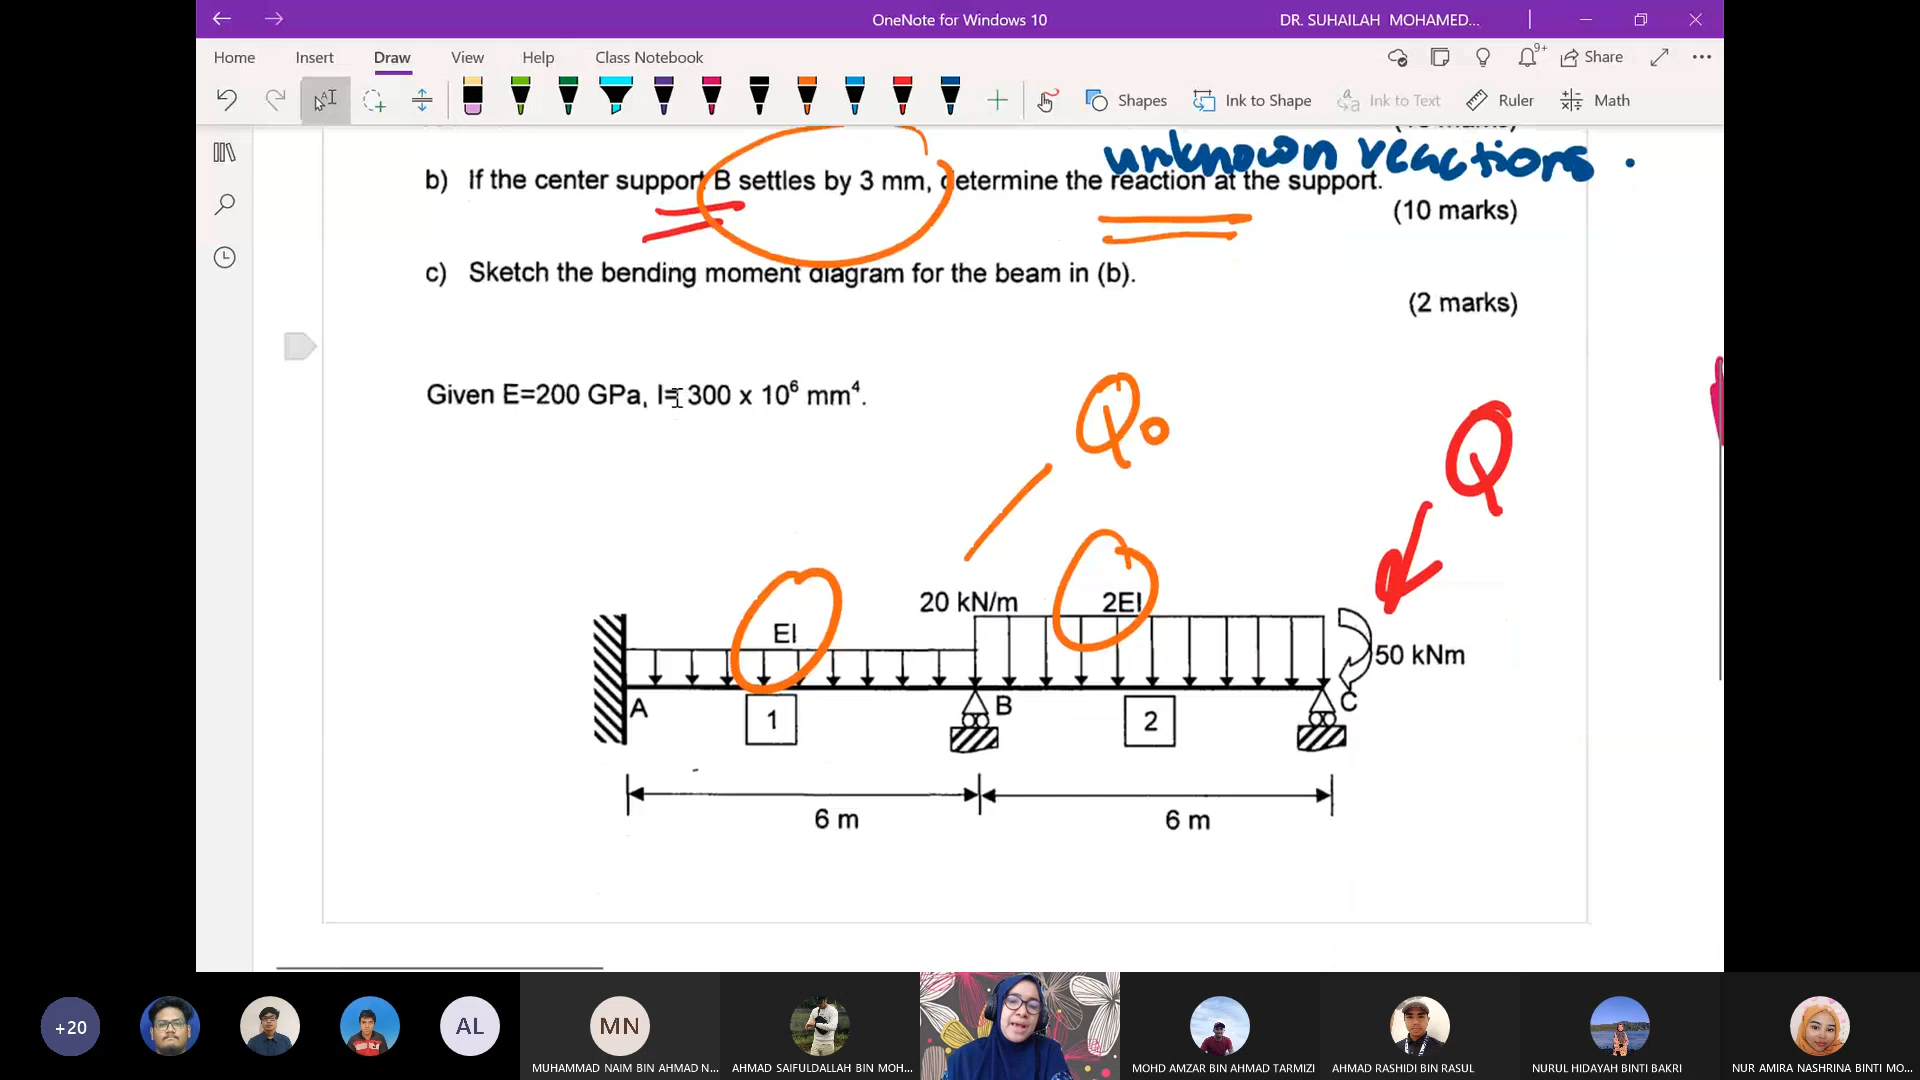 OneNote for Windows 10
DR. SUHAILAH MOHAMED...
Home Insert Draw View Help Class Notebook
9+ Share
Shapes Ink to Shape Ink to Text Ruler Math
unknown reactions .
b) If the center support B settles by 3 mm, determine the reaction at the support.
(10 marks)
c) Sketch the bending moment diagram for the beam in (b).
(2 marks)
Given E=200 GPa, I= 300 x 10⁶ mm⁴.
Qo
Q
20 kN/m 2EI
EI
50 kNm
A B C
1 2
6 m 6 m
+20
AL
MN
MUHAMMAD NAIM BIN AHMAD N...
AHMAD SAIFULDALLAH BIN MOH...
MOHD AMZAR BIN AHMAD TARMIZI
AHMAD RASHIDI BIN RASUL
NURUL HIDAYAH BINTI BAKRI
NUR AMIRA NASHRINA BINTI MO...